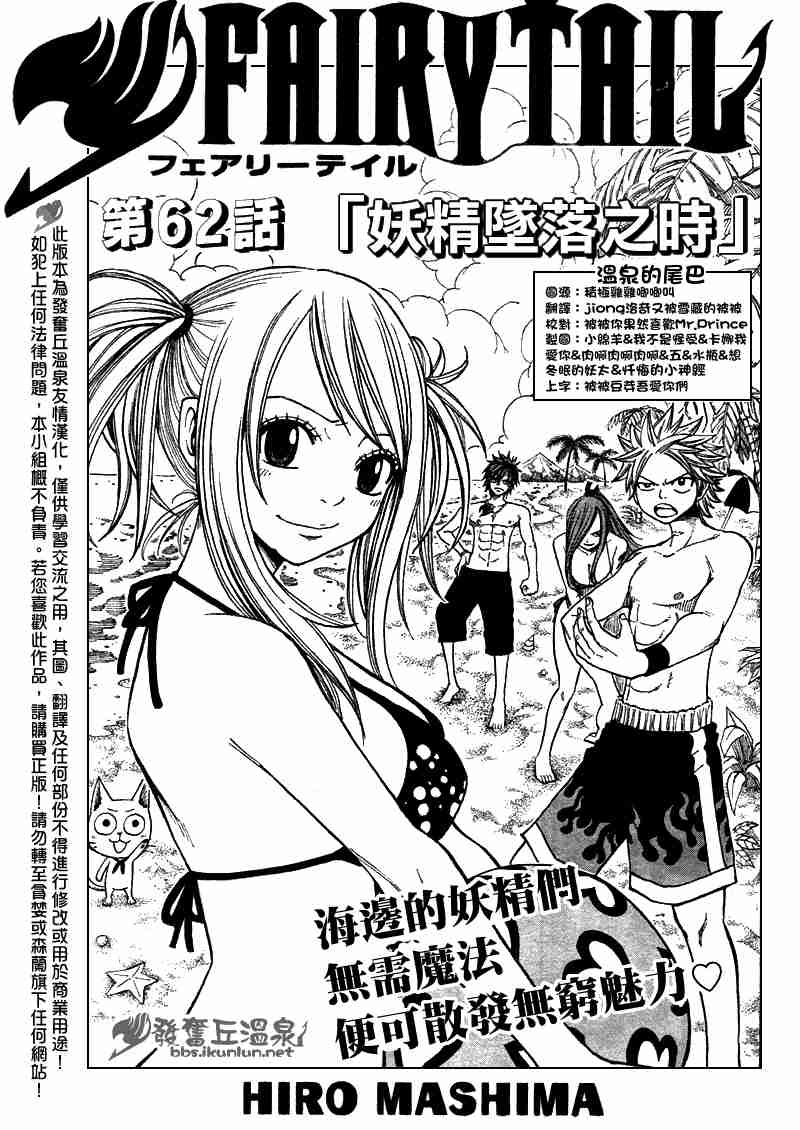 FAIRY TAIL
フェアリーテイル
第62話 「妖精墜落之時」
溫泉的尾巴
圖源：積極雞雞唧唧叫
翻譯：jiong洛奇又被雪藏的被被
校對：被被你果然喜歡Mr.Prince
製圖：小綿羊&我不是怪受&卡娜我
愛你&肉啊肉啊肉啊&五&水瓶&想
冬眠的妖太&忏悔的小神經
上字：被被豆芽吾愛你們
此版本為發奮丘溫泉友情漢化，僅供學習交流之用，其圖、翻譯及任何部份不得進行修改或用於商業用途！
如犯上任何法律問題，本小組概不負責。若您喜歡此作品，請購買正版！請勿轉至貪婪或森蘭旗下任何網站！
海邊的妖精們
無需魔法
便可散發無窮魅力♡
發奮丘溫泉
bbs.ikunlun.net
HIRO MASHIMA